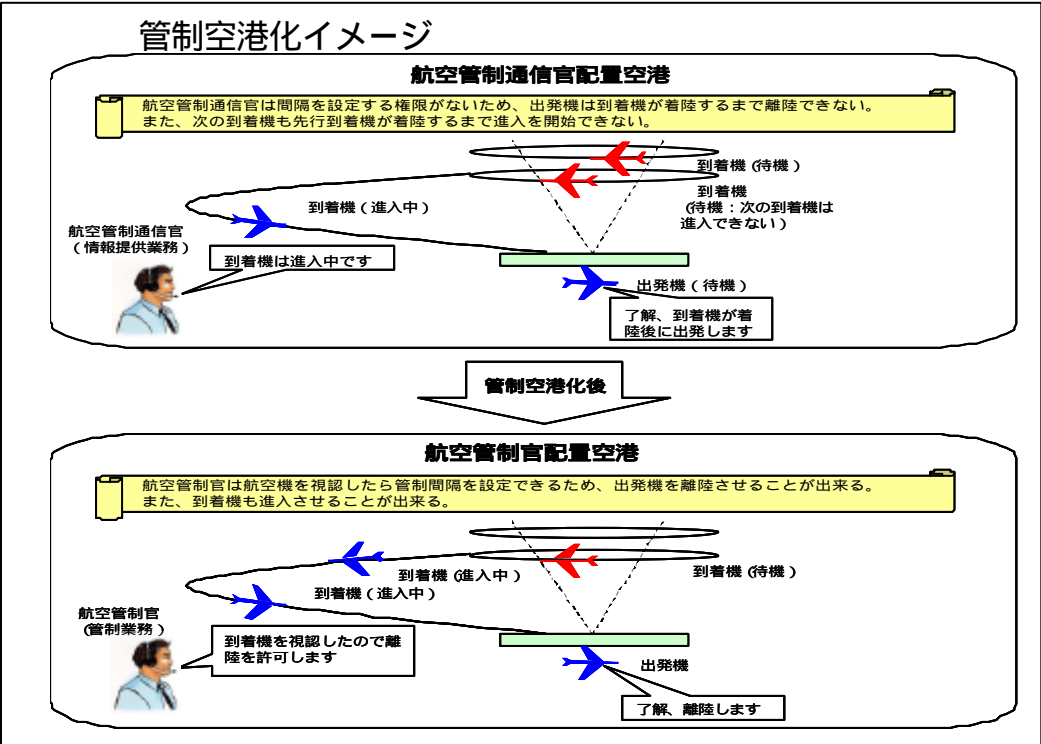 管制空港化イメージ
航空管制通信官配置空港
航空管制通信官は間隔を設定する権限がないため、出発機は到着機が着陸するまで離陸できない。
また、次の到着機も先行到着機が着陸するまで進入を開始できない。
到着機(待機)
到着機
(待機:次の到着機は
進入できない)
到着機(進入中)
航空管制通信官
(情報提供業務)
到着機は進入中です
出発機(待機)
了解、到着機が着
陸後に出発します
管制空港化後
航空管制官配置空港
航空管制官は航空機を視認したら管制間隔を設定できるため、出発機を離陸させることが出来る。
また、到着機も進入させることが出来る。
到着機(進入中)
到着機(待機)
到着機(進入中)
航空管制官
(管制業務)
到着機を視認したので離
陸を許可します
出発機
了解、離陸します